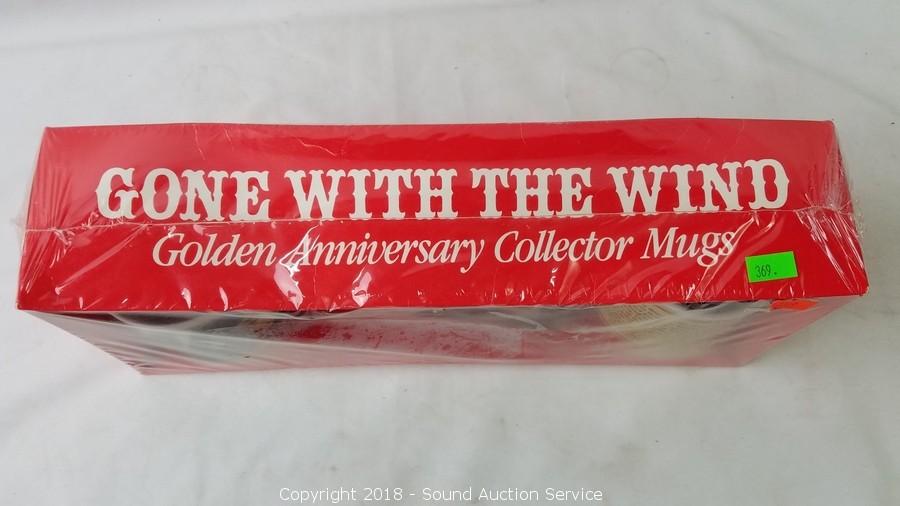 GONE WITH THE WIND
Golden Anniversary Collector Mugs
369.
Copyright 2018 - Sound Auction Service